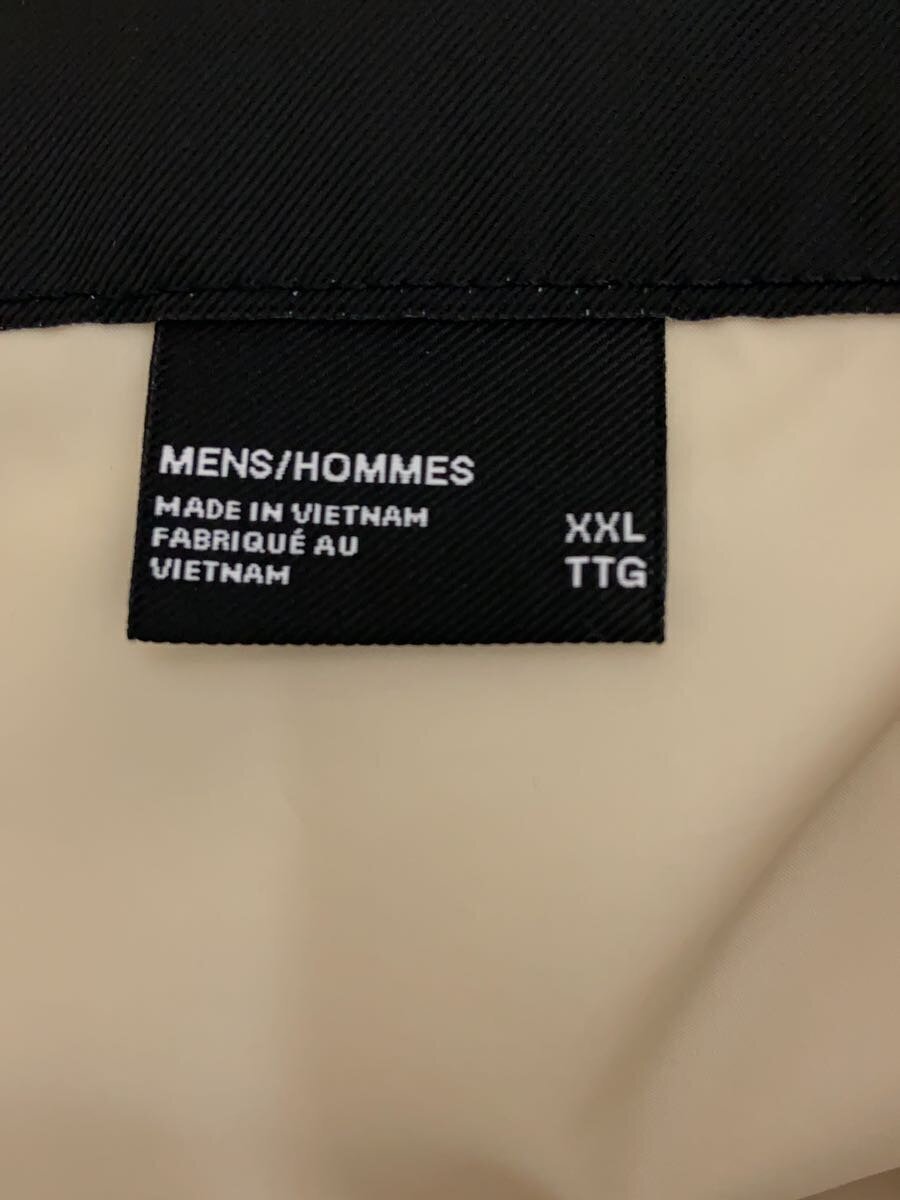 MENS/HOMMES
MADE IN VIETNAM
FABRIQUÉ AU
VIETNAM
XXL
TTG